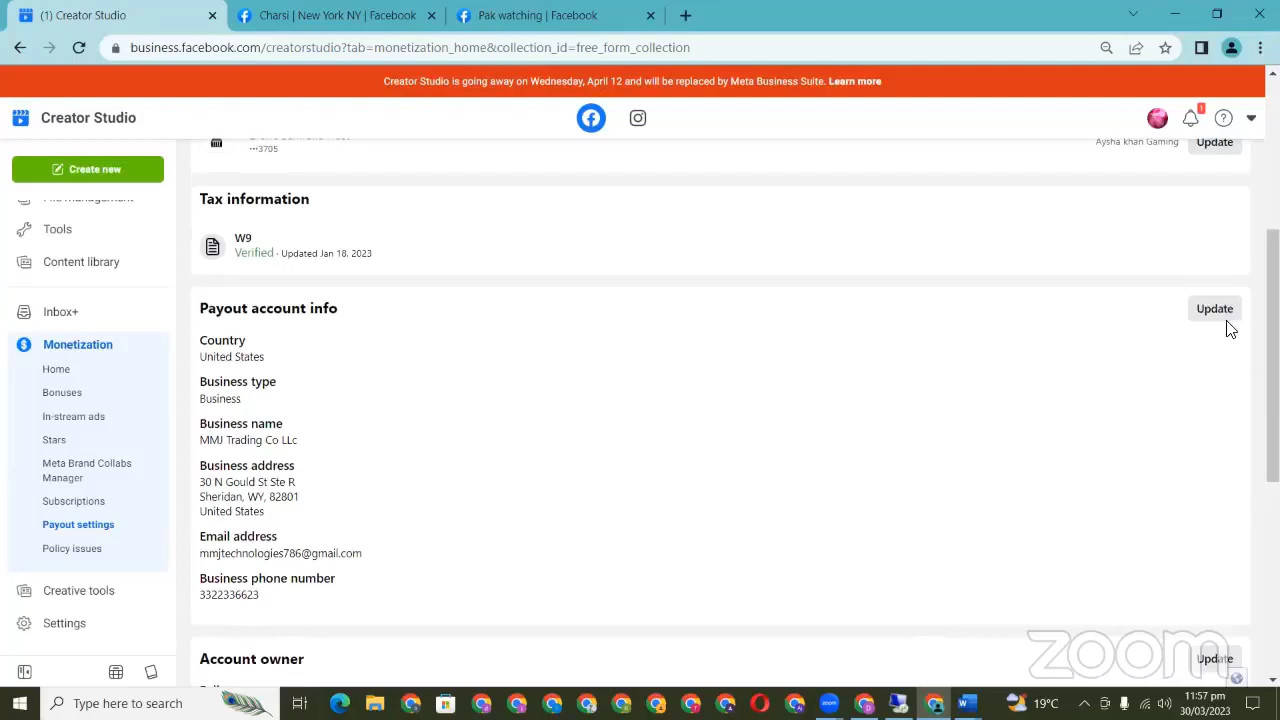 (1) Creator Studio
Charsi | New York NY | Facebook
Pak watching | Facebook
business.facebook.com/creatorstudio?tab=monetization_home&collection_id=free_form_collection
Update
Creator Studio is going away on Wednesday, April 12 and will be replaced by Meta Business Suite. Learn more
Creator Studio
1
Create new
Tools
Content library
Inbox+
Monetization
Home
Bonuses
In-stream ads
Stars
Meta Brand Collabs
Manager
Subscriptions
Payout settings
Policy issues
Creative tools
Settings
•••3705
Aysha khan Gaming
Update
Tax information
W9
Verified · Updated Jan 18, 2023
Payout account info
Update
Country
United States
Business type
Business
Business name
MMJ Trading Co LLc
Business address
30 N Gould St Ste R
Sheridan, WY, 82801
United States
Email address
mmjtechnologies786@gmail.com
Business phone number
3322336623
Account owner
Update
zoom
Type here to search
zoom
19°C
11:57 pm
30/03/2023